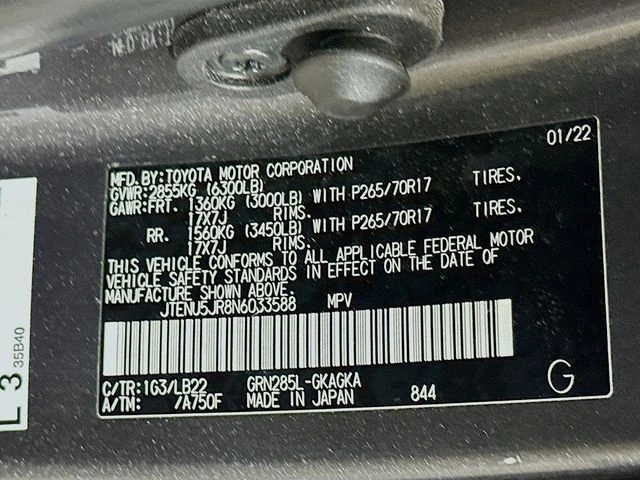 01/22
MFD.BY:TOYOTA MOTOR CORPORATION
GVWR:2855KG (6300LB)
GAWR:FRT. 1360KG (3000LB) WITH P265/70R17 TIRES.
17X7J RIMS.
RR. 1560KG (3450LB) WITH P265/70R17 TIRES.
17X7J RIMS.
THIS VEHICLE CONFORMS TO ALL APPLICABLE FEDERAL MOTOR
VEHICLE SAFETY STANDARDS IN EFFECT ON THE DATE OF
MANUFACTURE SHOWN ABOVE.
JTENU5JR8N6033588 MPV
C/TR:1G3/LB22 GRN285L-GKAGKA
A/TM: /A750F MADE IN JAPAN 844
G
L 3
35B40